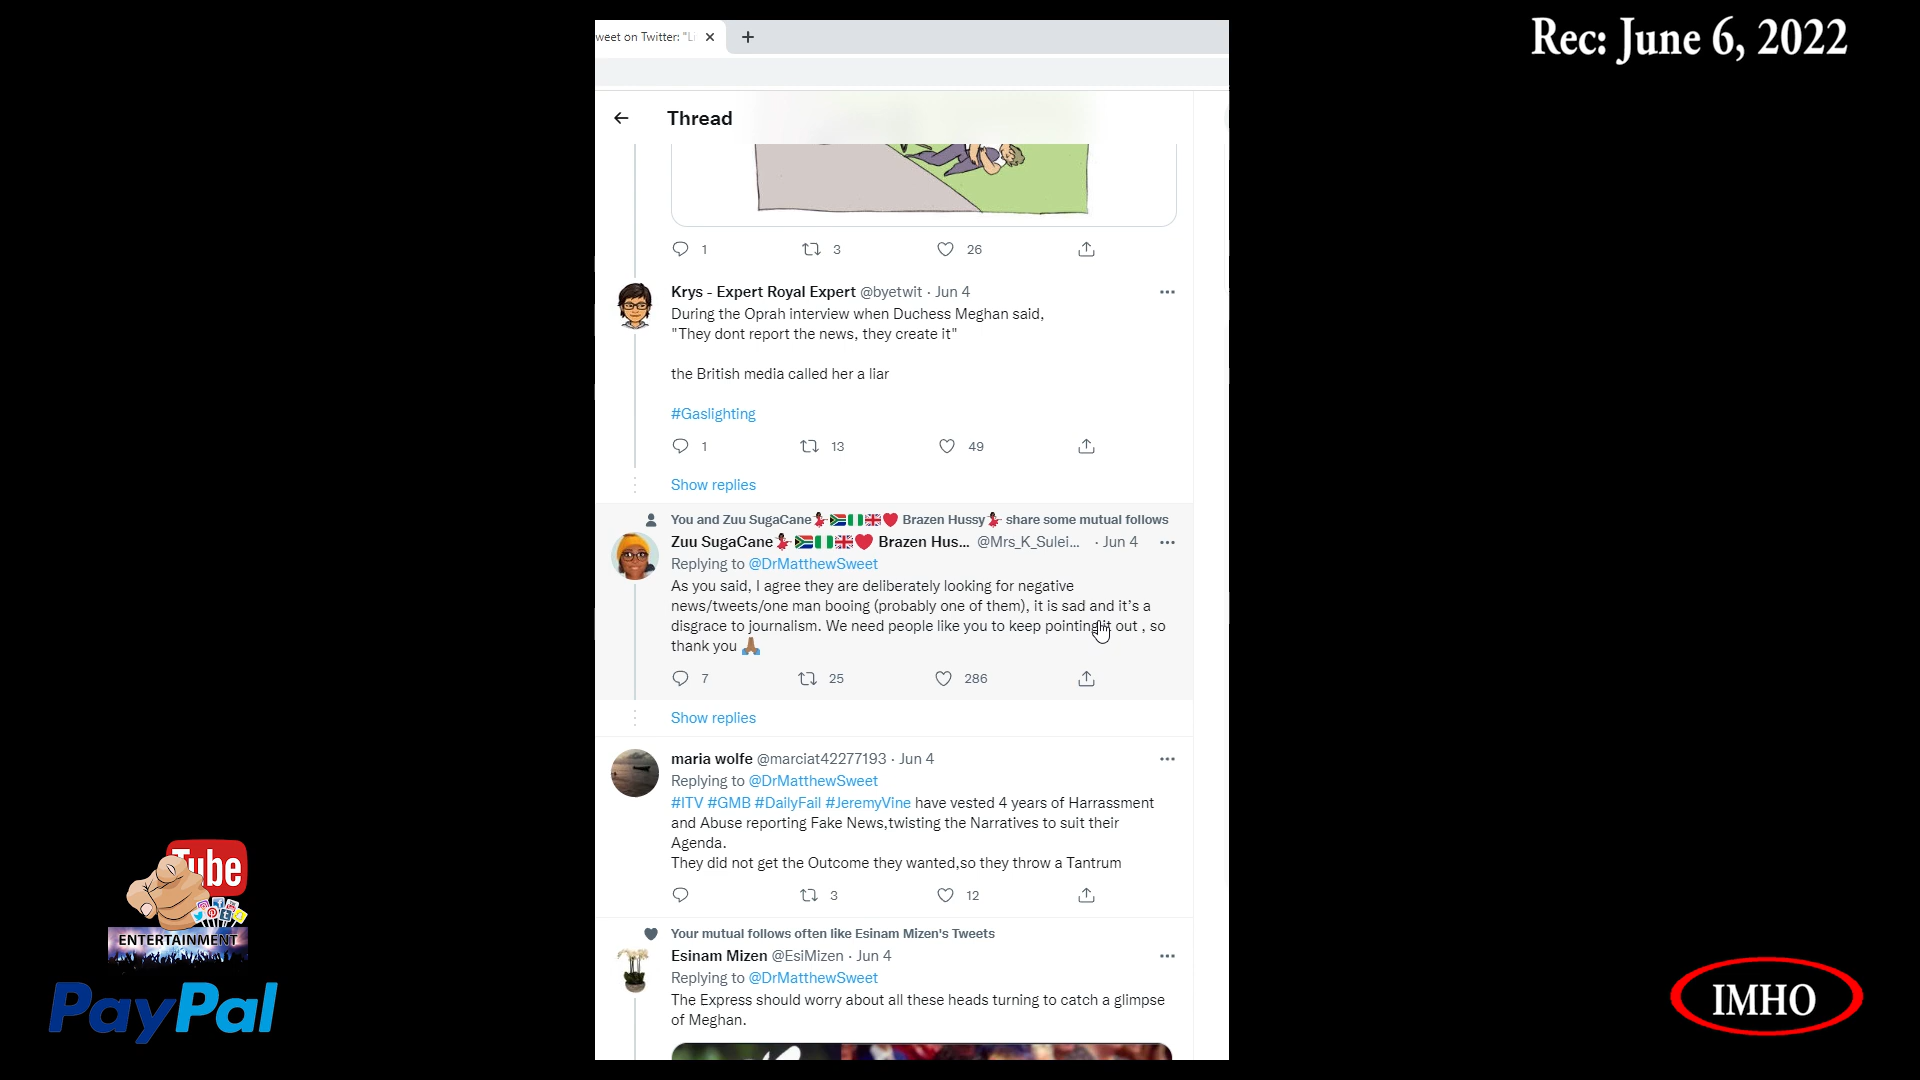 Rec: June 6, 2022
weet on Twitter: "Li
Thread
1 3 26
Krys - Expert Royal Expert @byetwit · Jun 4
During the Oprah interview when Duchess Meghan said,
"They dont report the news, they create it"
the British media called her a liar
#Gaslighting
1 13 49
Show replies
You and Zuu SugaCane💃🏿🇿🇦🇳🇬🇬🇧❤️ Brazen Hussy💃🏿 share some mutual follows
Zuu SugaCane💃🏿🇿🇦🇳🇬🇬🇧❤️ Brazen Hus... @Mrs_K_Sulei... · Jun 4
Replying to @DrMatthewSweet
As you said, I agree they are deliberately looking for negative
news/tweets/one man booing (probably one of them), it is sad and it's a
disgrace to journalism. We need people like you to keep pointing it out , so
thank you 🙏🏾
7 25 286
Show replies
maria wolfe @marciat42277193 · Jun 4
Replying to @DrMatthewSweet
#ITV #GMB #DailyFail #JeremyVine have vested 4 years of Harrassment
and Abuse reporting Fake News,twisting the Narratives to suit their
Agenda.
They did not get the Outcome they wanted,so they throw a Tantrum
3 12
Your mutual follows often like Esinam Mizen's Tweets
Esinam Mizen @EsiMizen · Jun 4
Replying to @DrMatthewSweet
The Express should worry about all these heads turning to catch a glimpse
of Meghan.
Tube
ENTERTAINMENT
PayPal
IMHO